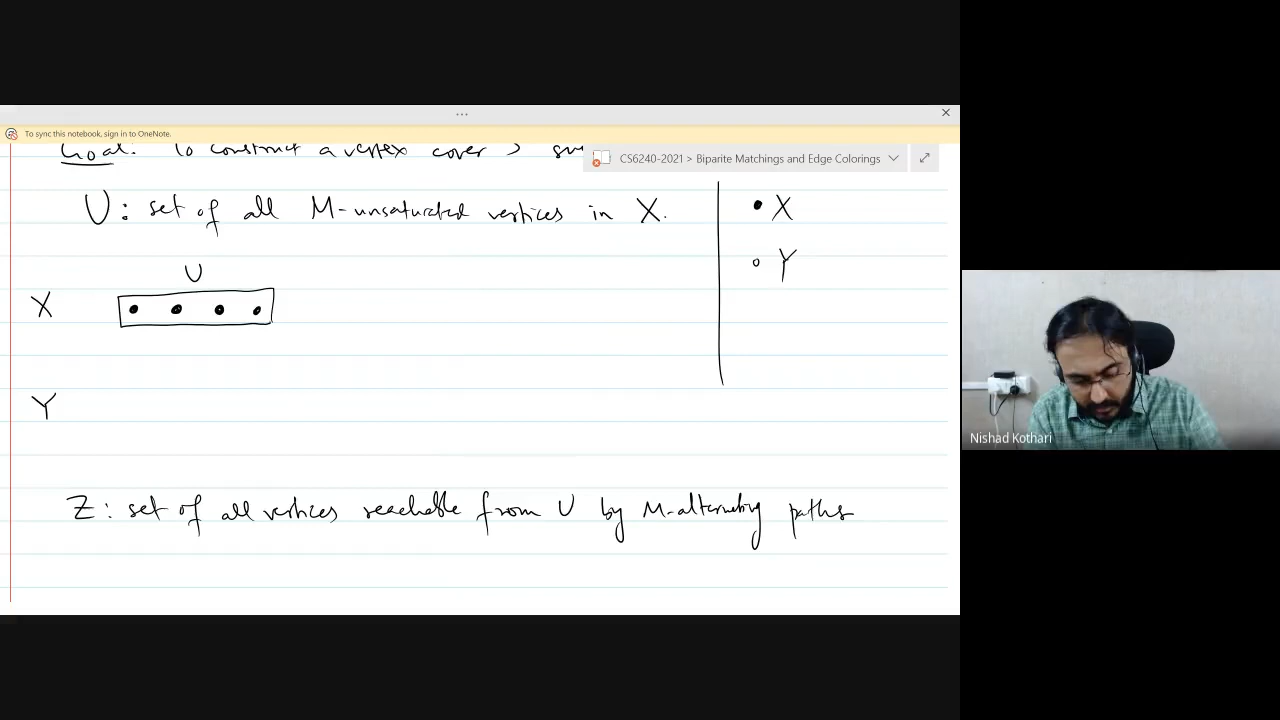 ...
To sync this notebook, sign in to OneNote.
Goal: To construct a vertex cover
CS6240-2021 > Biparite Matchings and Edge Colorings
U: set of all M-unsaturated vertices in X.
• X
○ Y
U
X
Y
Z: set of all vertices reachable from U by M-alternating paths
Nishad Kothari